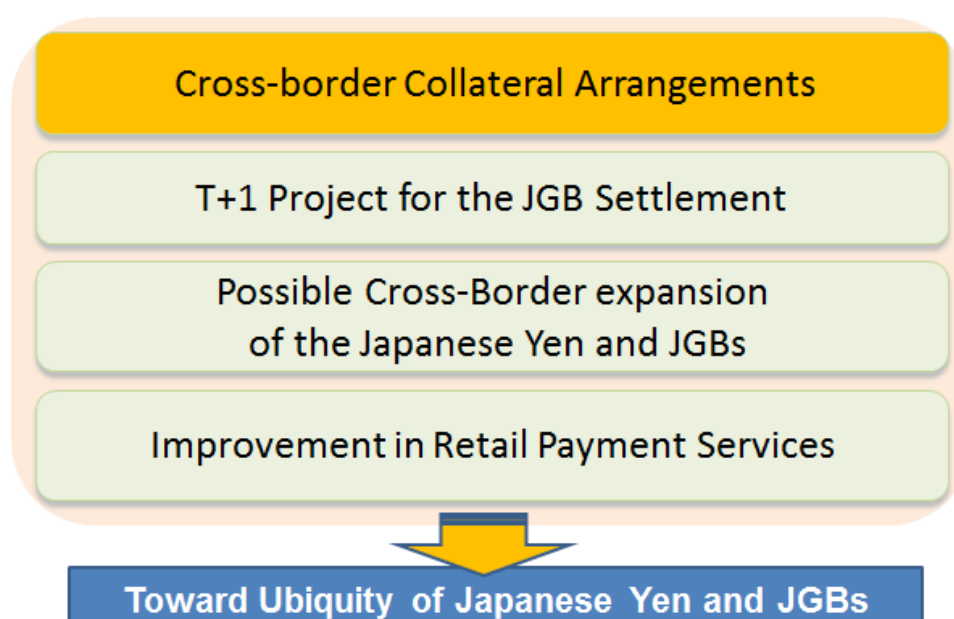 Cross-border Collateral Arrangements
T+1 Project for the JGB Settlement
Possible Cross-Border expansion
of the Japanese Yen and JGBs
Improvement in Retail Payment Services
Toward Ubiquity of Japanese Yen and JGBs